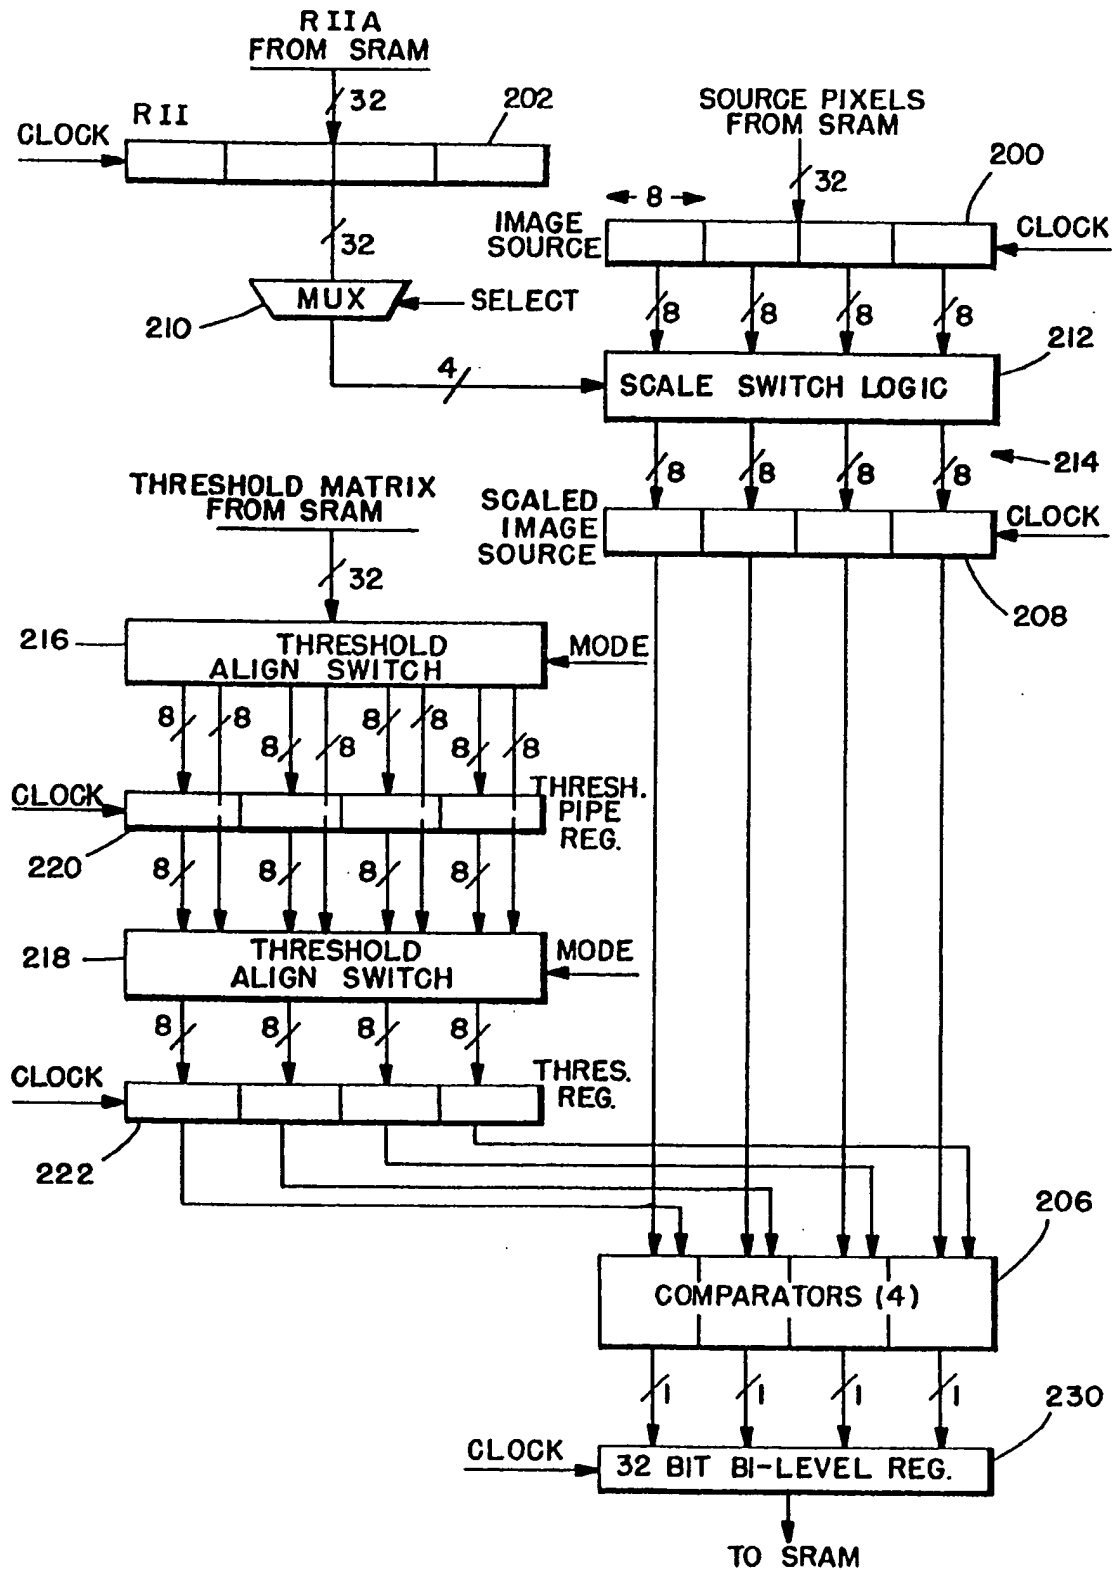 RIIA
FROM SRAM
32
RII
202
CLOCK
32
MUX
SELECT
210
4
SOURCE PIXELS
FROM SRAM
32
200
8
IMAGE
SOURCE
CLOCK
8 8 8 8
212
SCALE SWITCH LOGIC
8 8 8 8
214
SCALED
IMAGE
SOURCE
CLOCK
208
THRESHOLD MATRIX
FROM SRAM
32
216
THRESHOLD
ALIGN SWITCH
MODE
8 8 8 8 8 8 8 8
CLOCK
THRESH.
PIPE
REG.
220
8 8 8 8
218
THRESHOLD
ALIGN SWITCH
MODE
8 8 8 8
CLOCK
THRES.
REG.
222
206
COMPARATORS (4)
1 1 1 1
230
CLOCK
32 BIT BI-LEVEL REG.
TO SRAM